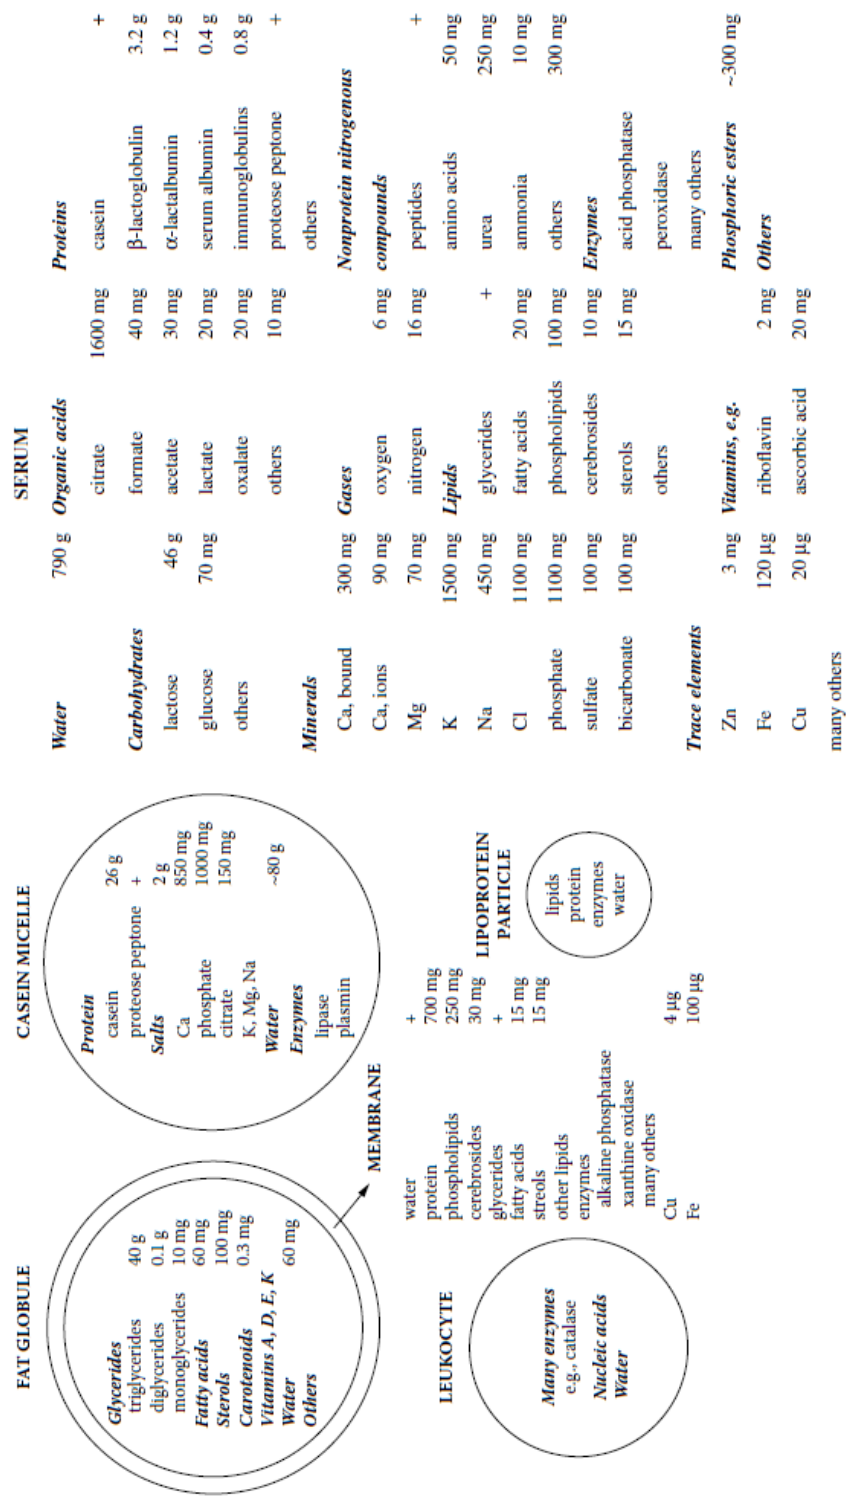 FAT GLOBULE
Glycerides
triglycerides 40 g
diglycerides 0.1 g
monoglycerides 10 mg
Fatty acids 60 mg
Sterols 100 mg
Carotenoids 0.3 mg
Vitamins A, D, E, K
Water 60 mg
Others
CASEIN MICELLE
Protein
casein 26 g
proteose peptone +
Salts 2 g
Ca 850 mg
phosphate 1000 mg
citrate 150 mg
K, Mg, Na
Water ~80 g
Enzymes
lipase
plasmin
LEUKOCYTE
Many enzymes
e.g., catalase
Nucleic acids
Water
MEMBRANE
water +
protein 700 mg
phospholipids 250 mg
cerebrosides 30 mg
glycerides +
fatty acids 15 mg
streols 15 mg
other lipids
enzymes
alkaline phosphatase
xanthine oxidase
many others
Cu 4 µg
Fe 100 µg
LIPOPROTEIN
PARTICLE
lipids
protein
enzymes
water
SERUM
Water 790 g
Carbohydrates
lactose 46 g
glucose 70 mg
others
Minerals
Ca, bound 300 mg
Ca, ions 90 mg
Mg 70 mg
K 1500 mg
Na 450 mg
Cl 1100 mg
phosphate 1100 mg
sulfate 100 mg
bicarbonate 100 mg
Trace elements
Zn 3 mg
Fe 120 µg
Cu 20 µg
many others
Organic acids
citrate 1600 mg
formate 40 mg
acetate 30 mg
lactate 20 mg
oxalate 20 mg
others 10 mg
Gases
oxygen 6 mg
nitrogen 16 mg
Lipids
glycerides +
fatty acids 20 mg
phospholipids 100 mg
cerebrosides 10 mg
sterols 15 mg
others
Vitamins, e.g.
riboflavin 2 mg
ascorbic acid 20 mg
Proteins
casein +
β-lactoglobulin 3.2 g
α-lactalbumin 1.2 g
serum albumin 0.4 g
immunoglobulins 0.8 g
proteose peptone +
others
Nonprotein nitrogenous
compounds
peptides +
amino acids 50 mg
urea 250 mg
ammonia 10 mg
others 300 mg
Enzymes
acid phosphatase
peroxidase
many others
Phosphoric esters ~300 mg
Others